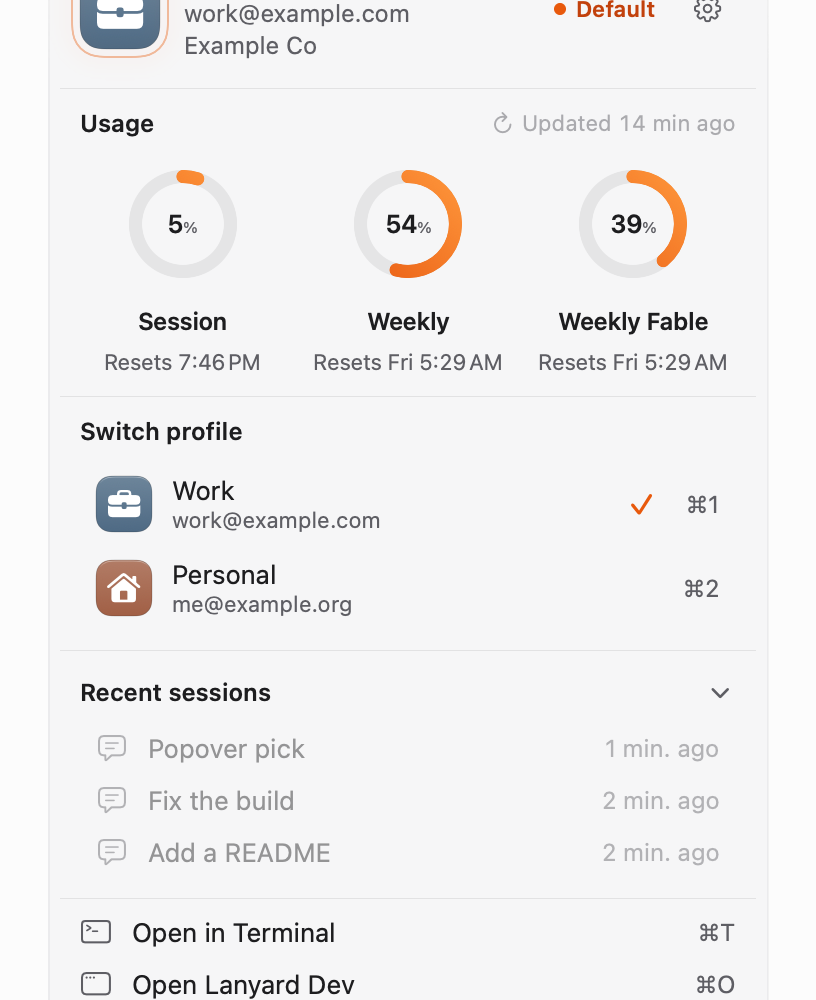 work@example.com
Default
Example Co
Usage
Updated 14 min ago
5%
54%
39%
Session
Weekly
Weekly Fable
Resets 7:46 PM
Resets Fri 5:29 AM
Resets Fri 5:29 AM
Switch profile
Work
work@example.com
⌘1
Personal
me@example.org
⌘2
Recent sessions
Popover pick
1 min. ago
Fix the build
2 min. ago
Add a README
2 min. ago
Open in Terminal
⌘T
Open Lanyard Dev
⌘O